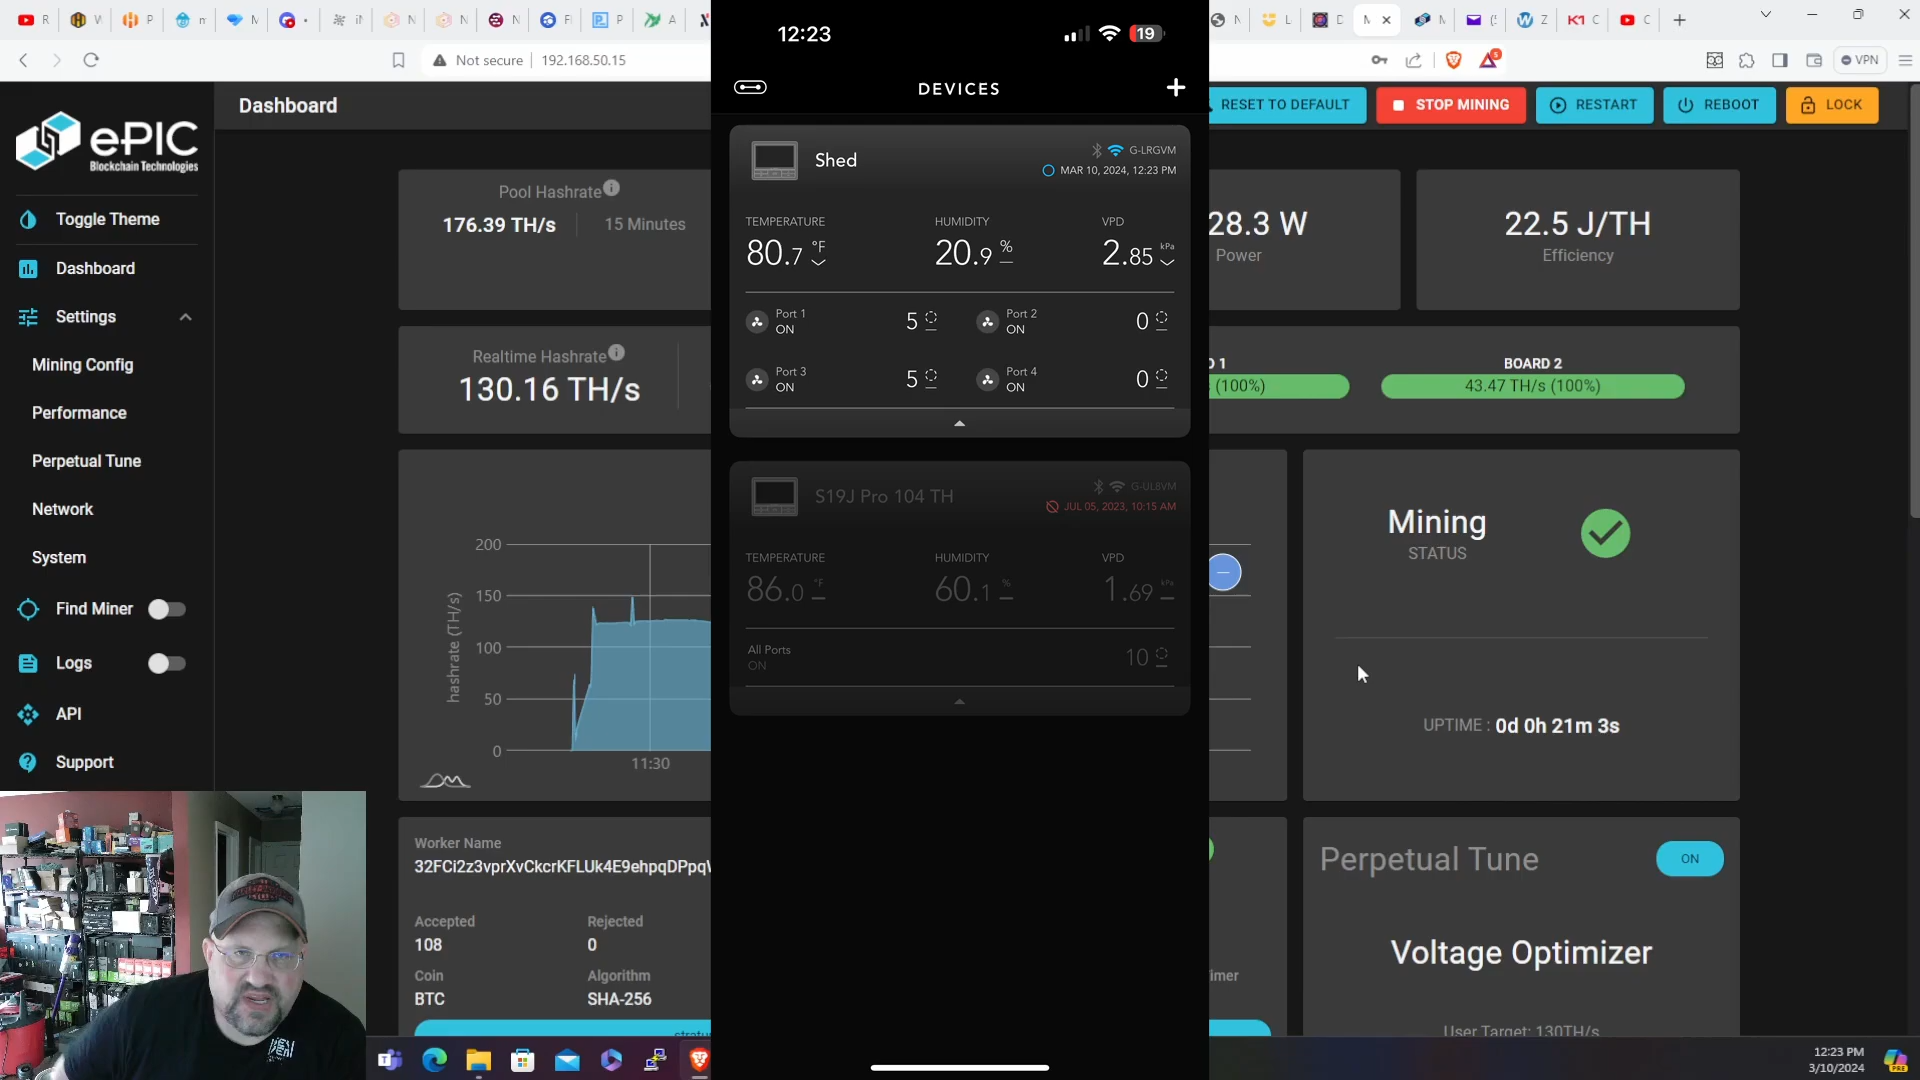 Not secure
192.168.50.15
VPN
ePIC
Blockchain Technologies
Toggle Theme
Dashboard
Settings
Mining Config
Performance
Perpetual Tune
Network
System
Find Miner
Logs
API
Support
Dashboard
RESET TO DEFAULT
STOP MINING
RESTART
REBOOT
LOCK
Pool Hashrate
176.39 TH/s
15 Minutes
Realtime Hashrate
130.16 TH/s
28.3 W
Power
22.5 J/TH
Efficiency
(100%)
BOARD 2
43.47 TH/s (100%)
hashrate (TH/s)
200
150
100
50
0
11:30
Mining
STATUS
UPTIME : 0d 0h 21m 3s
Worker Name
32FCi2z3vprXvCkcrKFLUk4E9ehpqDPpqV
Accepted
108
Rejected
0
Coin
BTC
Algorithm
SHA-256
Perpetual Tune
ON
Voltage Optimizer
User Target: 130TH/s
12:23
19
DEVICES
Shed
G-LRGVM
MAR 10, 2024, 12:23 PM
TEMPERATURE
80.7 °F
HUMIDITY
20.9 %
VPD
2.85 kPa
Port 1
ON
5
Port 2
ON
0
Port 3
ON
5
Port 4
ON
0
S19J Pro 104 TH
G-UL8VM
JUL 05, 2023, 10:15 AM
TEMPERATURE
86.0 °F
HUMIDITY
60.1 %
VPD
1.69 kPa
All Ports
ON
10
12:23 PM
3/10/2024